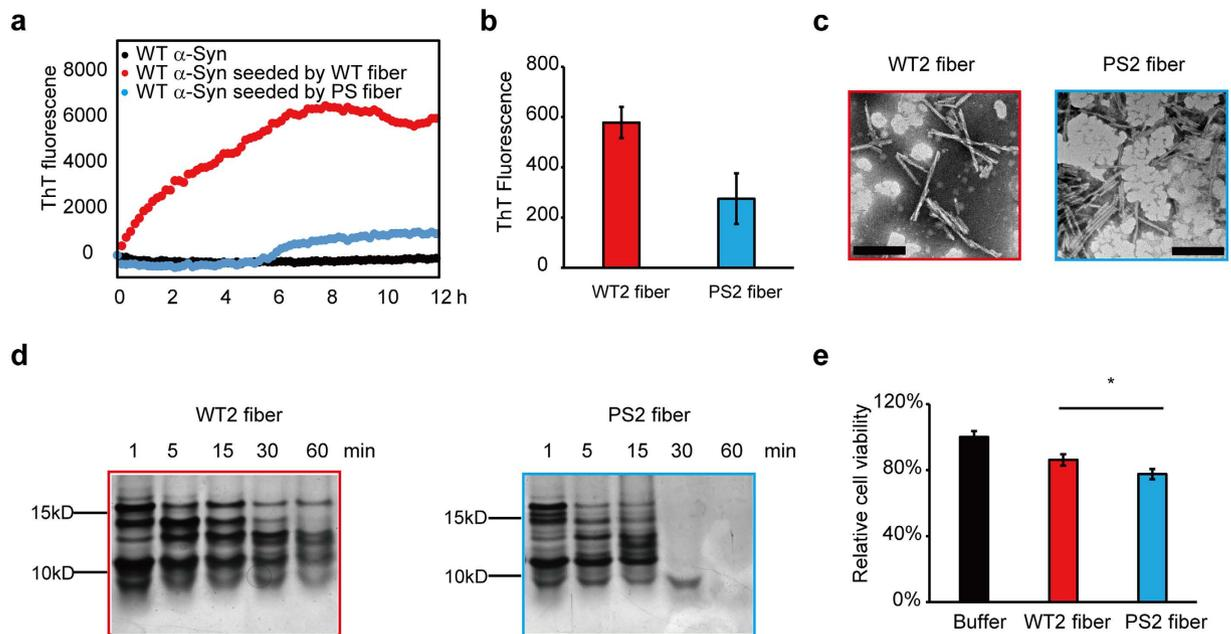 a
ThT fluorescene
8000
6000
4000
2000
0
WT α-Syn
WT α-Syn seeded by WT fiber
WT α-Syn seeded by PS fiber
0 2 4 6 8 10 12 h
b
ThT Fluorescence
800
600
400
200
0
WT2 fiber PS2 fiber
c
WT2 fiber PS2 fiber
d
WT2 fiber
1 5 15 30 60 min
15kD
10kD
PS2 fiber
1 5 15 30 60 min
15kD
10kD
e
Relative cell viability
120%
80%
40%
0%
*
Buffer WT2 fiber PS2 fiber